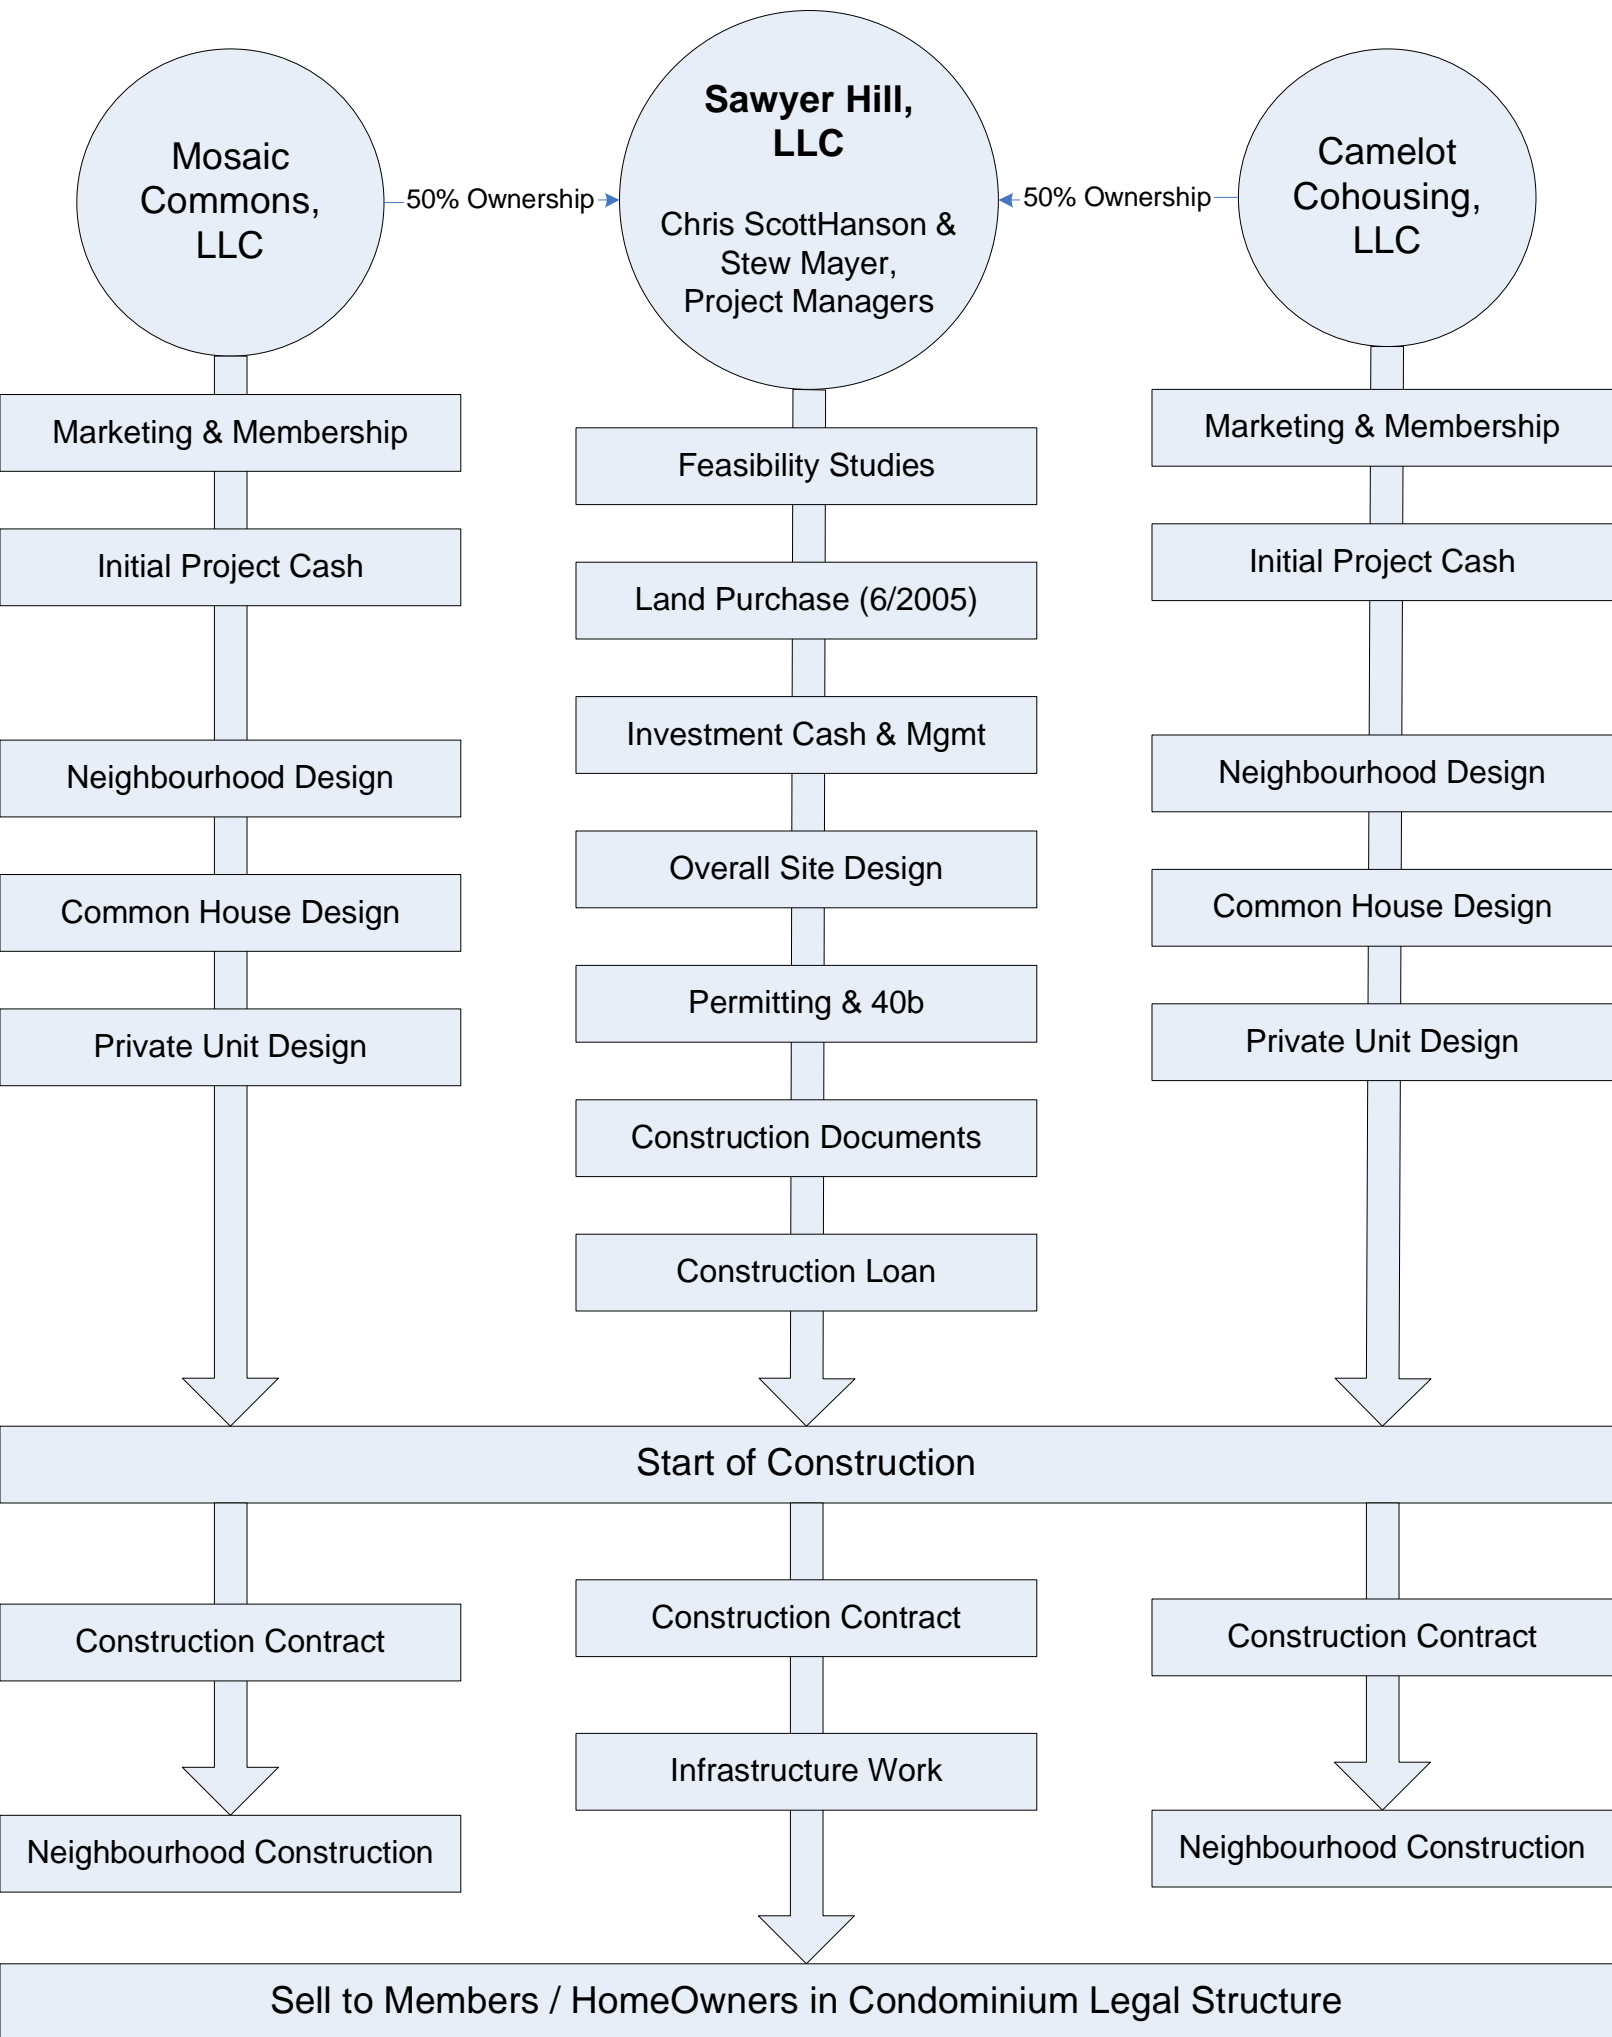 Mosaic
Commons,
LLC
50% Ownership
Sawyer Hill,
LLC
Chris ScottHanson &
Stew Mayer,
Project Managers
50% Ownership
Camelot
Cohousing,
LLC
Marketing & Membership
Initial Project Cash
Neighbourhood Design
Common House Design
Private Unit Design
Feasibility Studies
Land Purchase (6/2005)
Investment Cash & Mgmt
Overall Site Design
Permitting & 40b
Construction Documents
Construction Loan
Marketing & Membership
Initial Project Cash
Neighbourhood Design
Common House Design
Private Unit Design
Start of Construction
Construction Contract
Neighbourhood Construction
Construction Contract
Infrastructure Work
Construction Contract
Neighbourhood Construction
Sell to Members / HomeOwners in Condominium Legal Structure